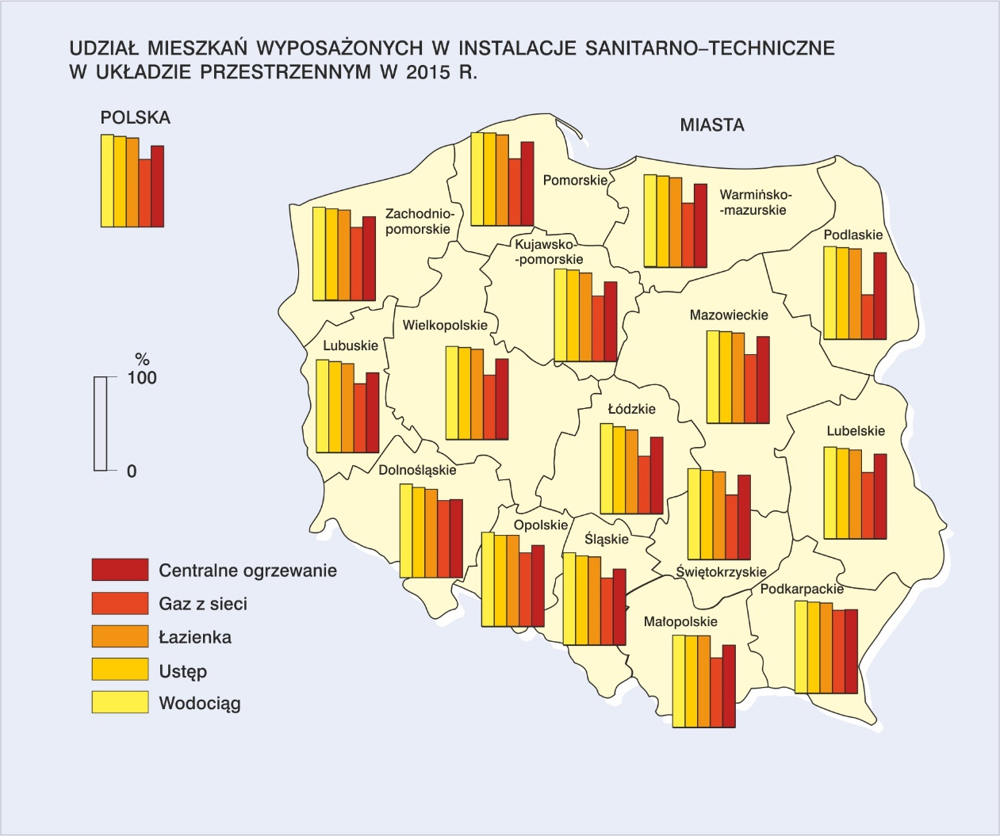 UDZIAŁ MIESZKAŃ WYPOSAŻONYCH W INSTALACJE SANITARNO–TECHNICZNE
W UKŁADZIE PRZESTRZENNYM W 2015 R.
POLSKA
MIASTA
Pomorskie
Warmińsko-
-mazurskie
Zachodnio-
pomorskie
Podlaskie
Kujawsko-
-pomorskie
Mazowieckie
Wielkopolskie
Lubuskie
%
100
0
Łódzkie
Lubelskie
Dolnośląskie
Opolskie
Śląskie
Świętokrzyskie
Podkarpackie
Małopolskie
Centralne ogrzewanie
Gaz z sieci
Łazienka
Ustęp
Wodociąg